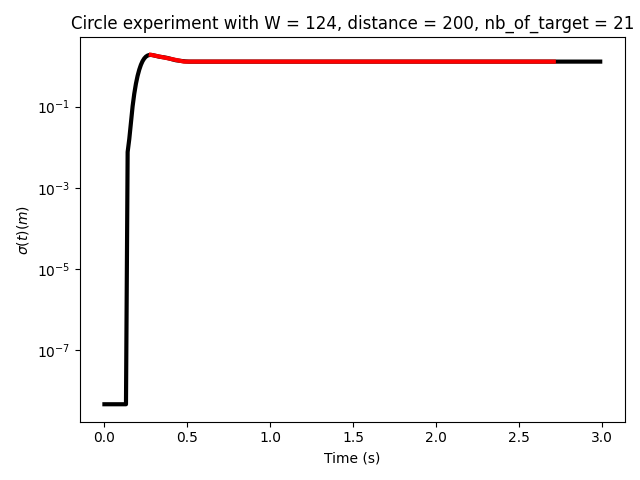 Circle experiment with W = 124, distance = 200, nb_of_target = 21
10⁻¹
10⁻³
10⁻⁵
10⁻⁷
σ(t)(m)
0.0 0.5 1.0 1.5 2.0 2.5 3.0
Time (s)